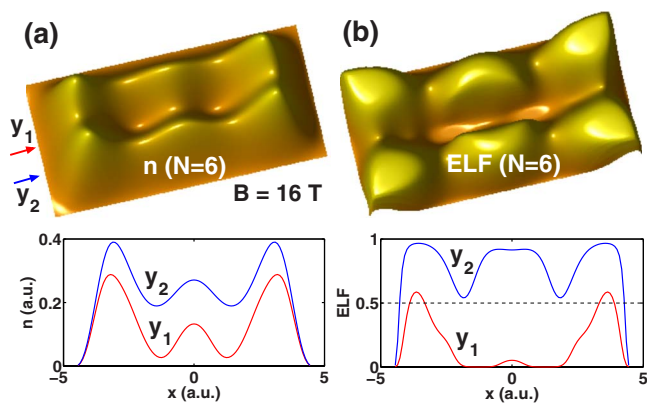 (a)
(b)
y1
y2
n (N=6)
B = 16 T
ELF (N=6)
0.4
0.2
0
n (a.u.)
y2
y1
−5
0
5
x (a.u.)
1
0.5
0
ELF
y2
y1
−5
0
5
x (a.u.)